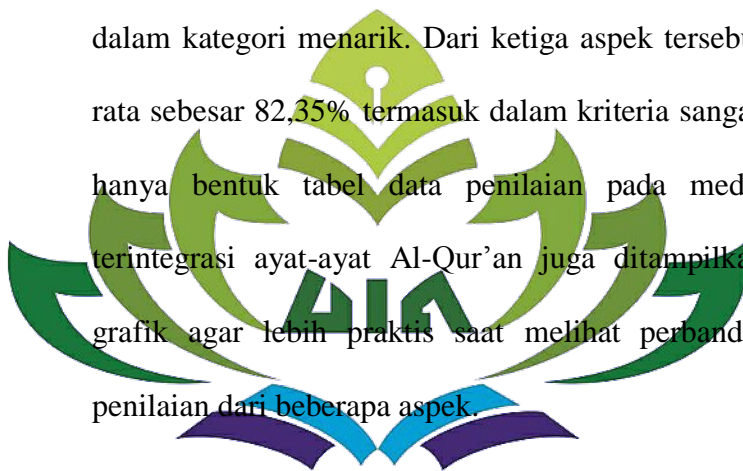 dalam kategori menarik. Dari ketiga aspek tersebu
rata sebesar 82,35% termasuk dalam kriteria sanga
hanya bentuk tabel data penilaian pada med
terintegrasi ayat-ayat Al-Qur’an juga ditampilka
grafik agar lebih praktis saat melihat perband
penilaian dari beberapa aspek.